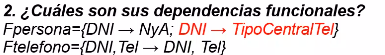 2. ¿Cuáles son sus dependencias funcionales?
Fpersona={DNI → NyA; DNI → TipoCentralTel}
Ftelefono={DNI,Tel → DNI, Tel}